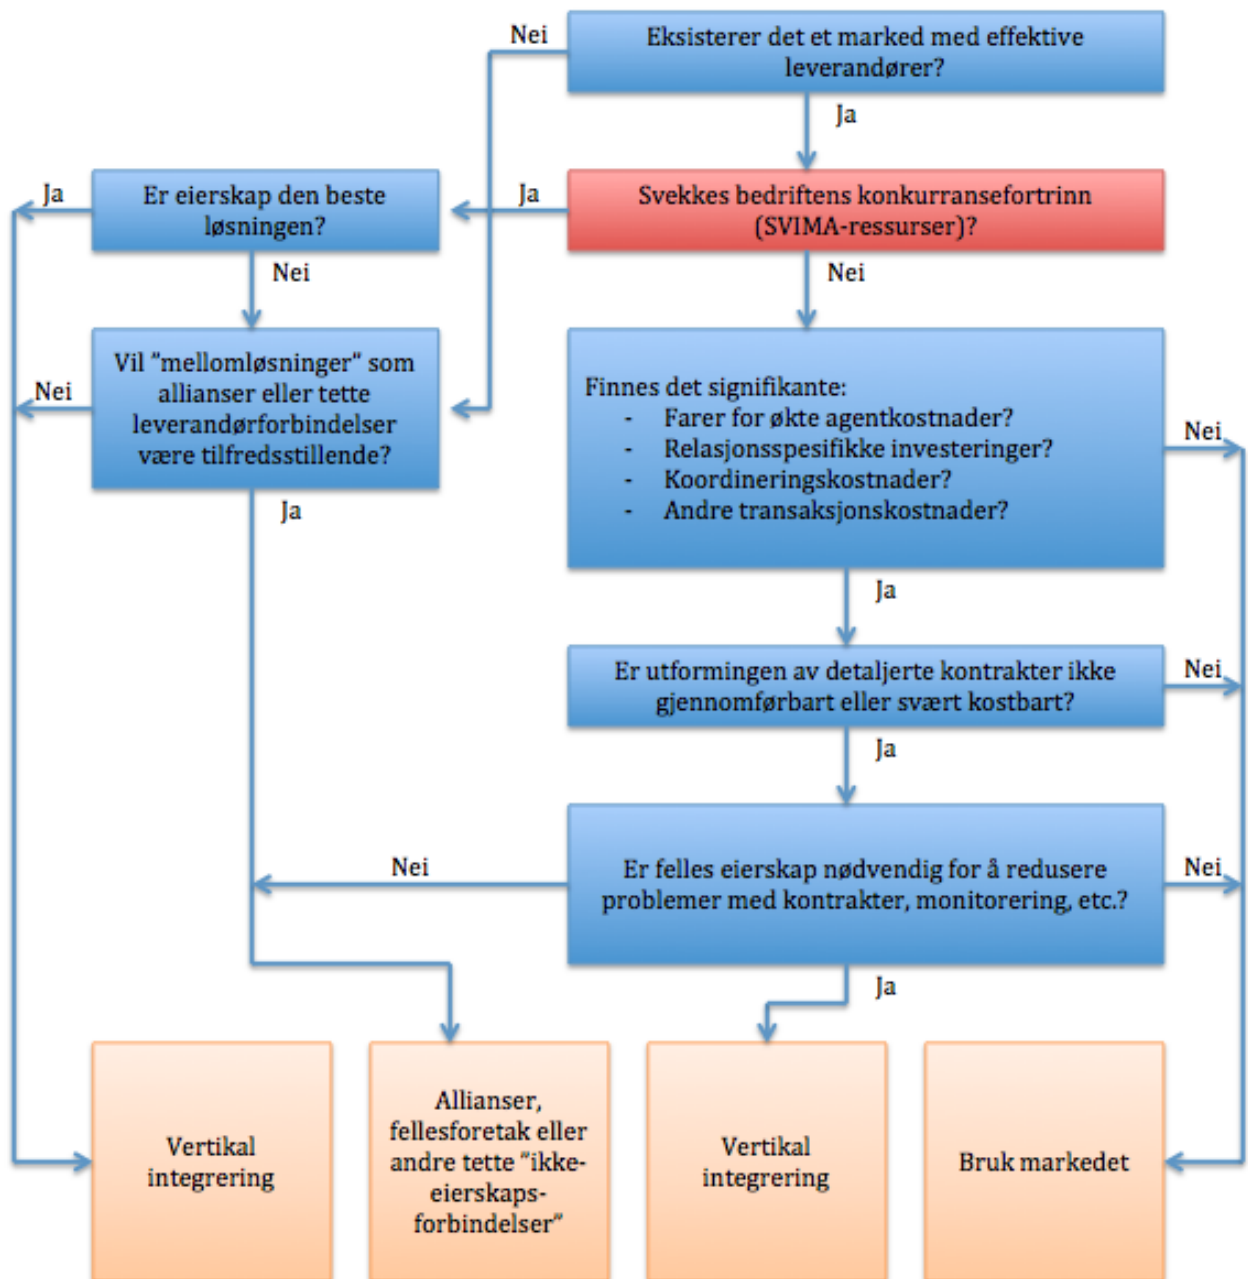 Nei
Eksisterer det et marked med effektive
leverandører?
Ja
Ja
Er eierskap den beste
løsningen?
Ja
Svekkes bedriftens konkurransefortrinn
(SVIMA-ressurser)?
Nei
Nei
Nei
Vil "mellomløsninger" som
allianser eller tette
leverandørforbindelser
være tilfredsstillende?
Ja
Finnes det signifikante:
- Farer for økte agentkostnader?
- Relasjonsspesifikke investeringer?
- Koordineringskostnader?
- Andre transaksjonskostnader?
Nei
Ja
Er utformingen av detaljerte kontrakter ikke
gjennomførbart eller svært kostbart?
Nei
Ja
Nei
Er felles eierskap nødvendig for å redusere
problemer med kontrakter, monitorering, etc.?
Nei
Ja
Vertikal
integrering
Allianser,
fellesforetak eller
andre tette "ikke-
eierskaps-
forbindelser"
Vertikal
integrering
Bruk markedet